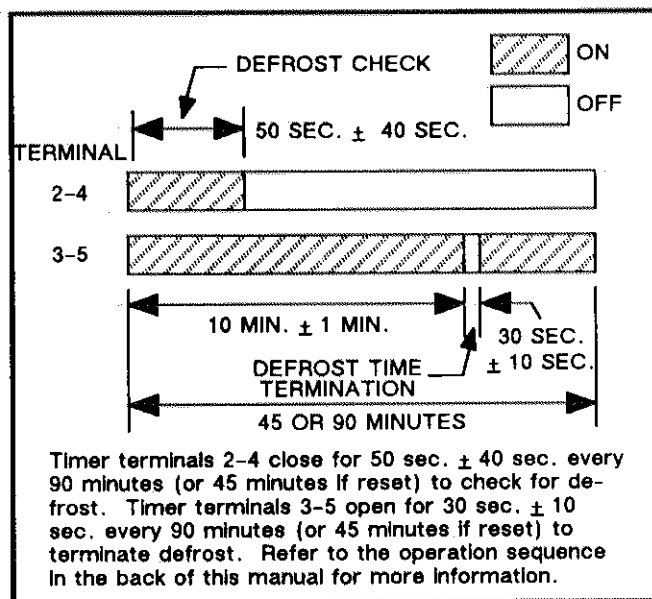 DEFROST CHECK
ON
OFF
50 SEC. ± 40 SEC.
TERMINAL
2-4
3-5
10 MIN. ± 1 MIN.
30 SEC.
± 10 SEC.
DEFROST TIME
TERMINATION
45 OR 90 MINUTES
Timer terminals 2-4 close for 50 sec. ± 40 sec. every
90 minutes (or 45 minutes if reset) to check for de-
frost. Timer terminals 3-5 open for 30 sec. ± 10
sec. every 90 minutes (or 45 minutes if reset) to
terminate defrost. Refer to the operation sequence
in the back of this manual for more information.